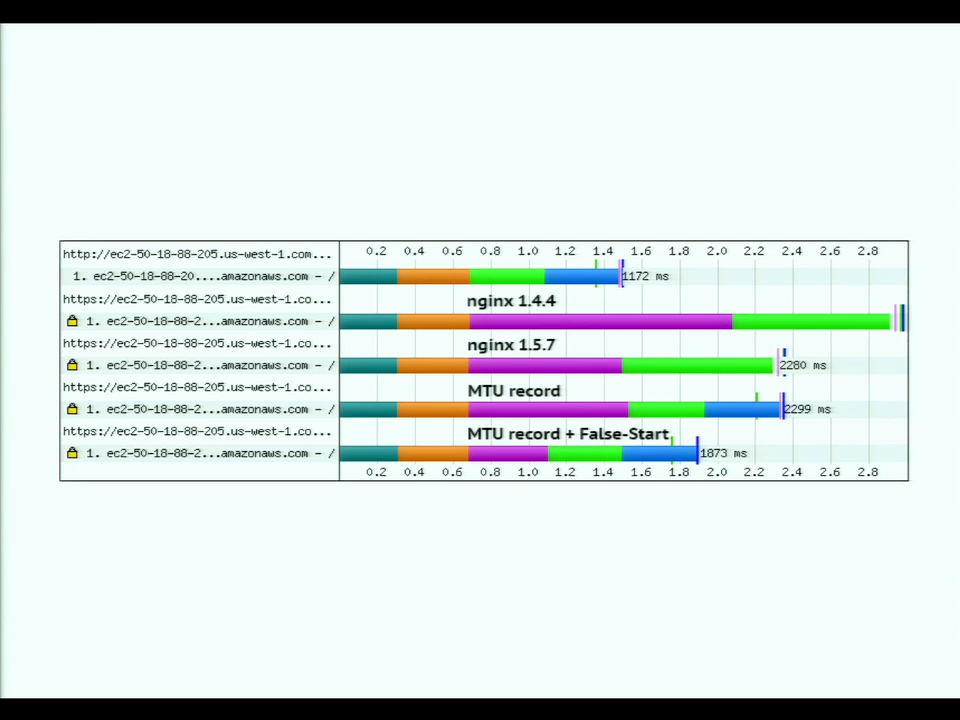 http://ec2-50-18-88-205.us-west-1.com... 0.2 0.4 0.6 0.8 1.0 1.2 1.4 1.6 1.8 2.0 2.2 2.4 2.6 2.8
1. ec2-50-18-88-20....amazonaws.com - / 1172 ms
https://ec2-50-18-88-205.us-west-1.co... nginx 1.4.4
1. ec2-50-18-88-2...amazonaws.com - /
https://ec2-50-18-88-205.us-west-1.co... nginx 1.5.7
1. ec2-50-18-88-2...amazonaws.com - / 2280 ms
https://ec2-50-18-88-205.us-west-1.co... MTU record
1. ec2-50-18-88-2...amazonaws.com - / 2299 ms
https://ec2-50-18-88-205.us-west-1.co... MTU record + False-Start
1. ec2-50-18-88-2...amazonaws.com - / 1873 ms
0.2 0.4 0.6 0.8 1.0 1.2 1.4 1.6 1.8 2.0 2.2 2.4 2.6 2.8